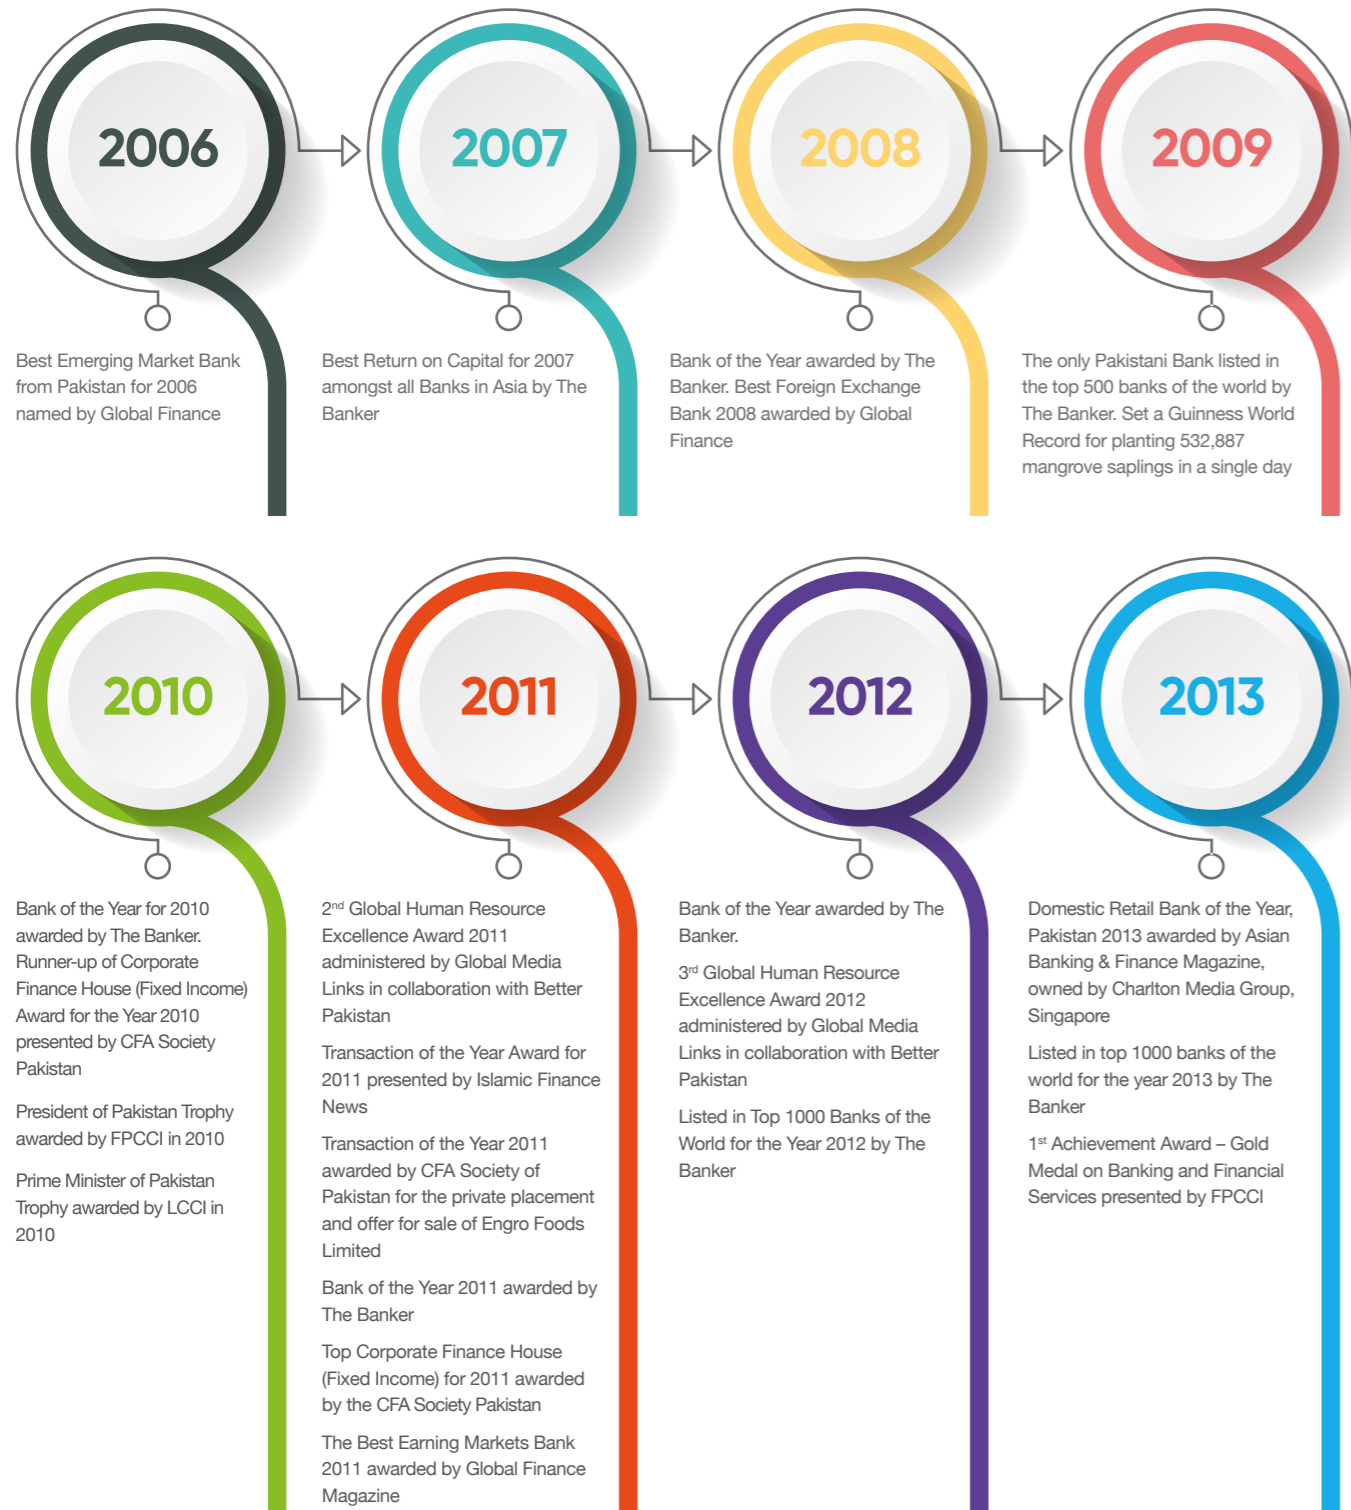 2006
2007
2008
2009
Best Emerging Market Bank
from Pakistan for 2006
named by Global Finance
Best Return on Capital for 2007
amongst all Banks in Asia by The
Banker
Bank of the Year awarded by The
Banker. Best Foreign Exchange
Bank 2008 awarded by Global
Finance
The only Pakistani Bank listed in
the top 500 banks of the world by
The Banker. Set a Guinness World
Record for planting 532,887
mangrove saplings in a single day
2010
2011
2012
2013
Bank of the Year for 2010
awarded by The Banker.
Runner-up of Corporate
Finance House (Fixed Income)
Award for the Year 2010
presented by CFA Society
Pakistan
President of Pakistan Trophy
awarded by FPCCI in 2010
Prime Minister of Pakistan
Trophy awarded by LCCI in
2010
2nd Global Human Resource
Excellence Award 2011
administered by Global Media
Links in collaboration with Better
Pakistan
Transaction of the Year Award for
2011 presented by Islamic Finance
News
Transaction of the Year 2011
awarded by CFA Society of
Pakistan for the private placement
and offer for sale of Engro Foods
Limited
Bank of the Year 2011 awarded by
The Banker
Top Corporate Finance House
(Fixed Income) for 2011 awarded
by the CFA Society Pakistan
The Best Earning Markets Bank
2011 awarded by Global Finance
Magazine
Bank of the Year awarded by The
Banker.
3rd Global Human Resource
Excellence Award 2012
administered by Global Media
Links in collaboration with Better
Pakistan
Listed in Top 1000 Banks of the
World for the Year 2012 by The
Banker
Domestic Retail Bank of the Year,
Pakistan 2013 awarded by Asian
Banking & Finance Magazine,
owned by Charlton Media Group,
Singapore
Listed in top 1000 banks of the
world for the year 2013 by The
Banker
1st Achievement Award – Gold
Medal on Banking and Financial
Services presented by FPCCI